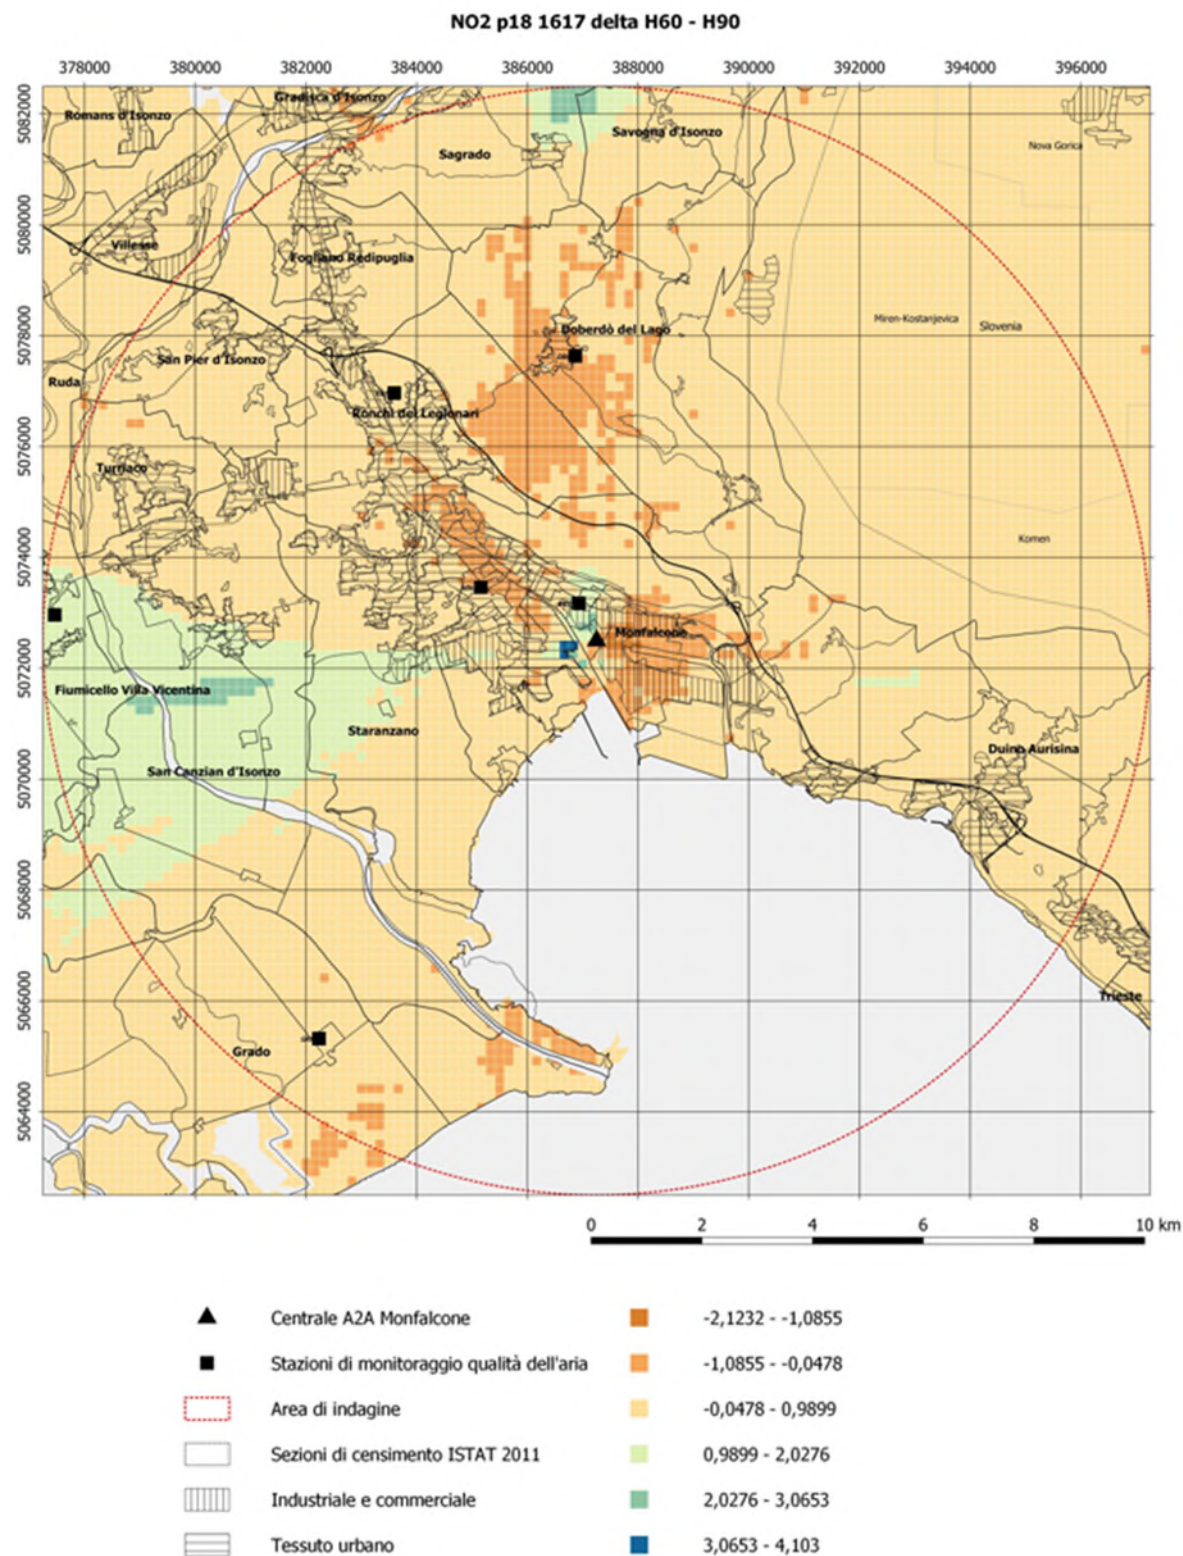 NO2 p18 1617 delta H60 - H90
378000 380000 382000 384000 386000 388000 390000 392000 394000 396000
5082000
5080000
5078000
5076000
5074000
5072000
5070000
5068000
5066000
5064000
Gradisca d'Isonzo
Romans d'Isonzo
Savogna d'Isonzo
Nova Gorica
Sagrado
Villesse
Fogliano Redipuglia
Miren-Kostanjevica
Slovenia
Doberdò del Lago
San Pier d'Isonzo
Ruda
Ronchi dei Legionari
Turriaco
Komen
Monfalcone
Fiumicello Villa Vicentina
Staranzano
Duino Aurisina
San Canzian d'Isonzo
Trieste
Grado
0 2 4 6 8 10 km
Centrale A2A Monfalcone
-2,1232 - -1,0855
Stazioni di monitoraggio qualità dell'aria
-1,0855 - -0,0478
Area di indagine
-0,0478 - 0,9899
Sezioni di censimento ISTAT 2011
0,9899 - 2,0276
Industriale e commerciale
2,0276 - 3,0653
Tessuto urbano
3,0653 - 4,103